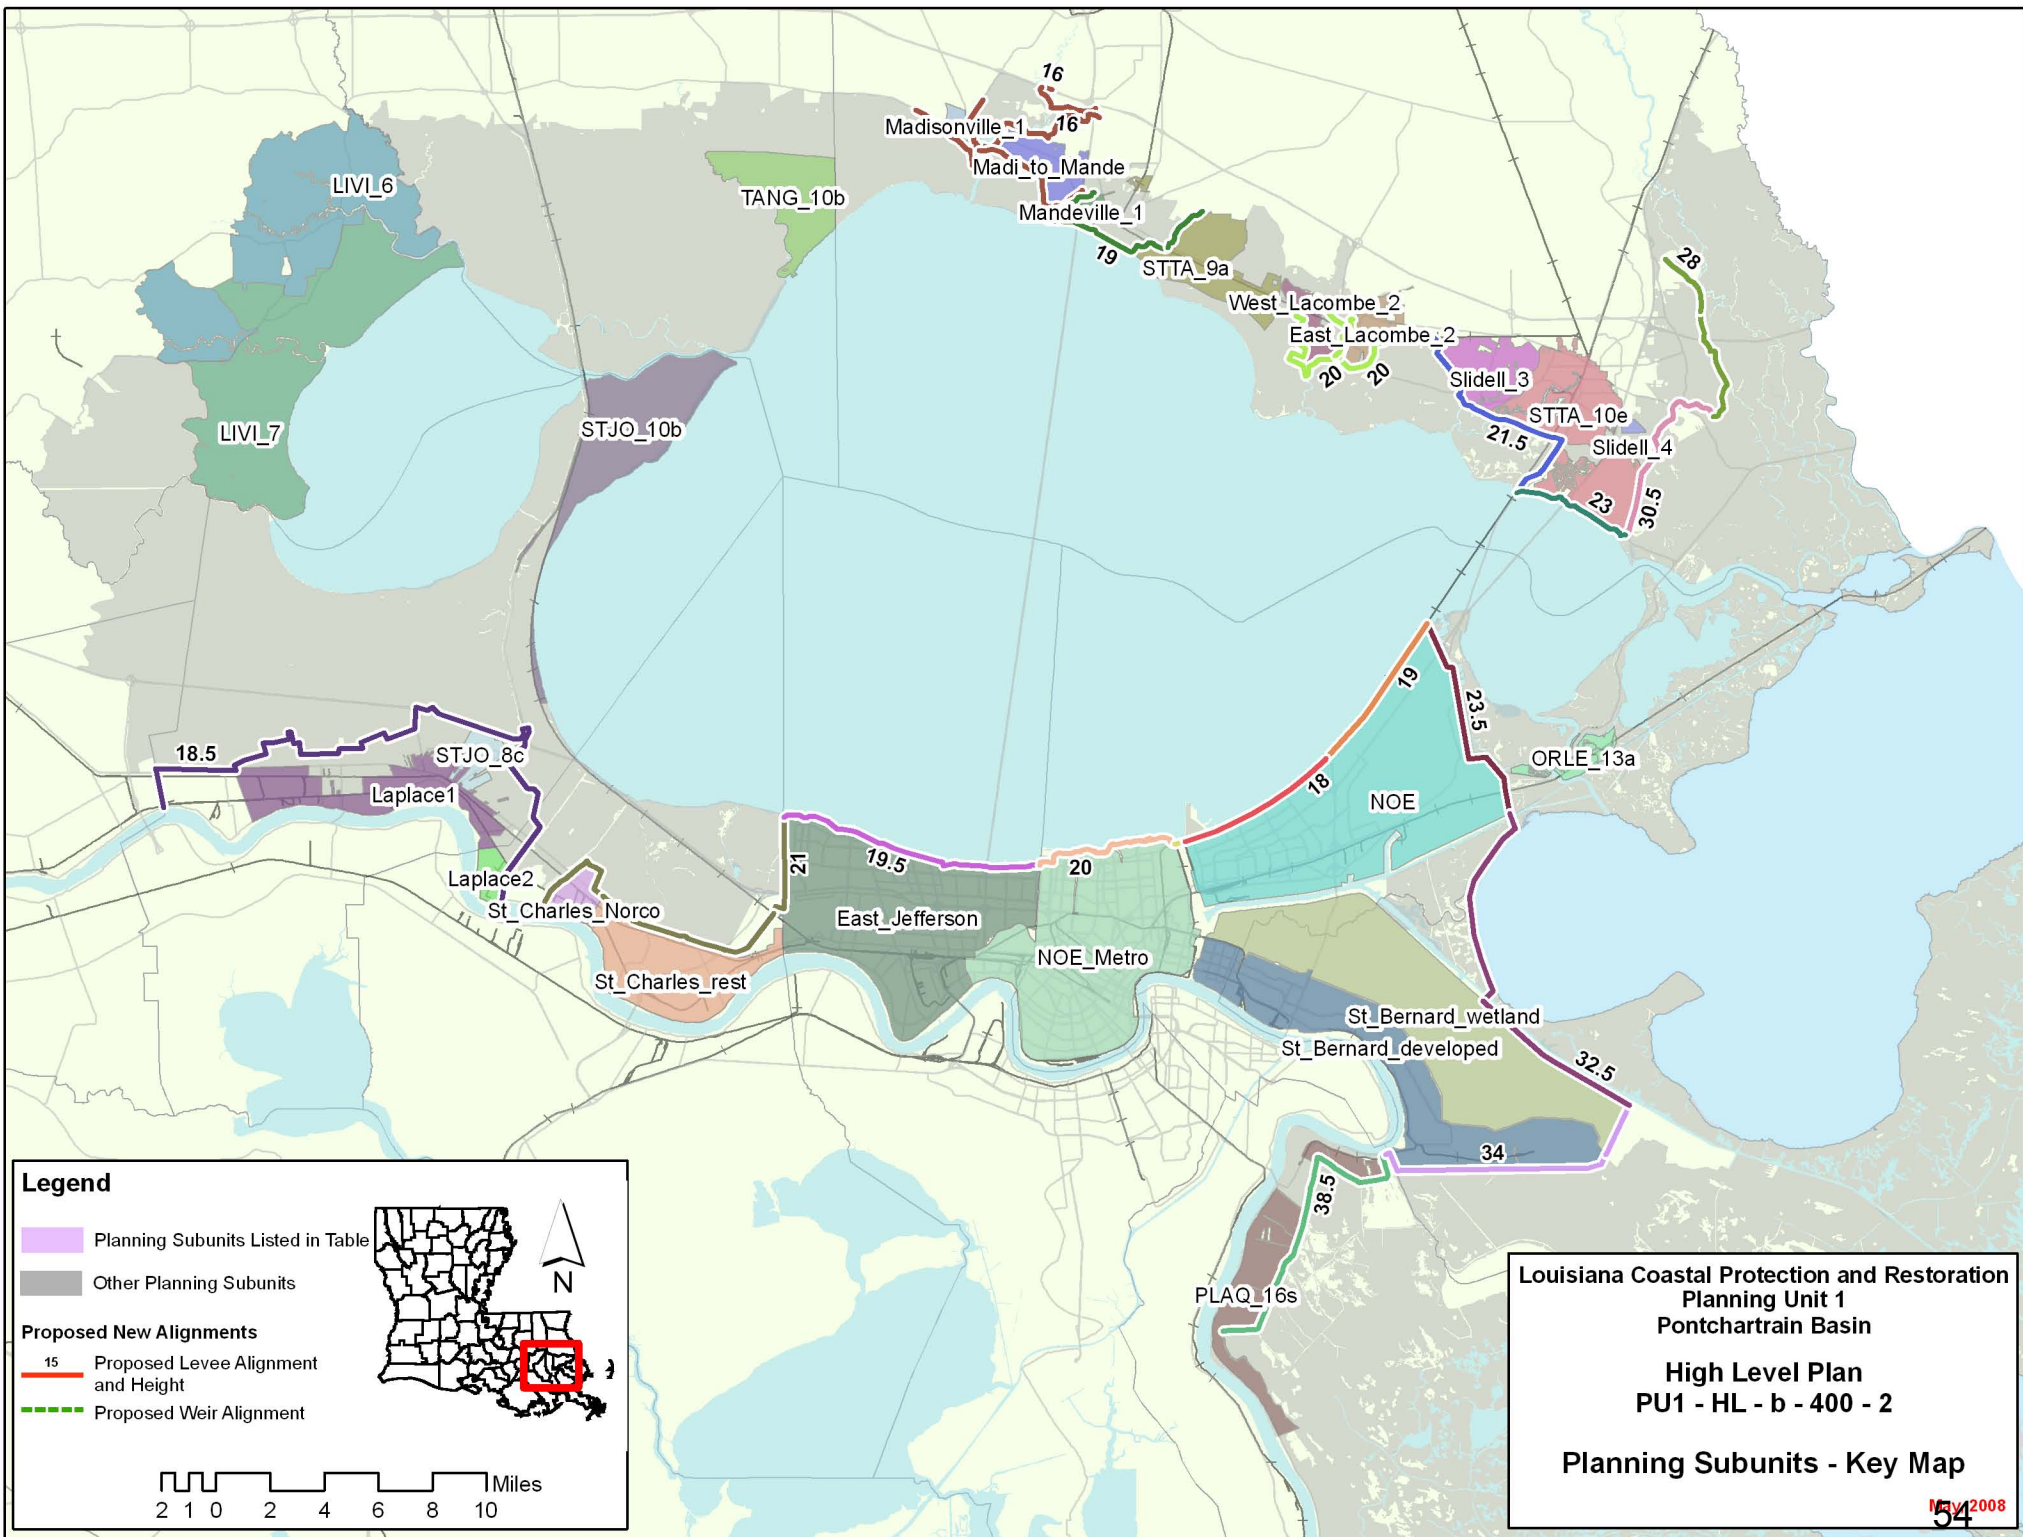 16
Madisonville_1
16
Madi_to_Mande
LIVI_6
TANG_10b
Mandeville_1
19
STTA_9a
28
West_Lacombe_2
East_Lacombe_2
20
20
Slidell_3
STTA_10e
LIVI_7
STJO_10b
21.5
Slidell_4
23
30.5
19
23.5
18.5
STJO_8c
ORLE_13a
Laplace1
18
NOE
21
19.5
20
Laplace2
St_Charles_Norco
East_Jefferson
NOE_Metro
St_Charles_rest
St_Bernard_wetland
St_Bernard_developed
32.5
34
38.5
PLAQ_16s
Legend
Planning Subunits Listed in Table
Other Planning Subunits
Proposed New Alignments
15
Proposed Levee Alignment
and Height
Proposed Weir Alignment
N
Miles
2 1 0 2 4 6 8 10
Louisiana Coastal Protection and Restoration
Planning Unit 1
Pontchartrain Basin
High Level Plan
PU1 - HL - b - 400 - 2
Planning Subunits - Key Map
May 2008
54